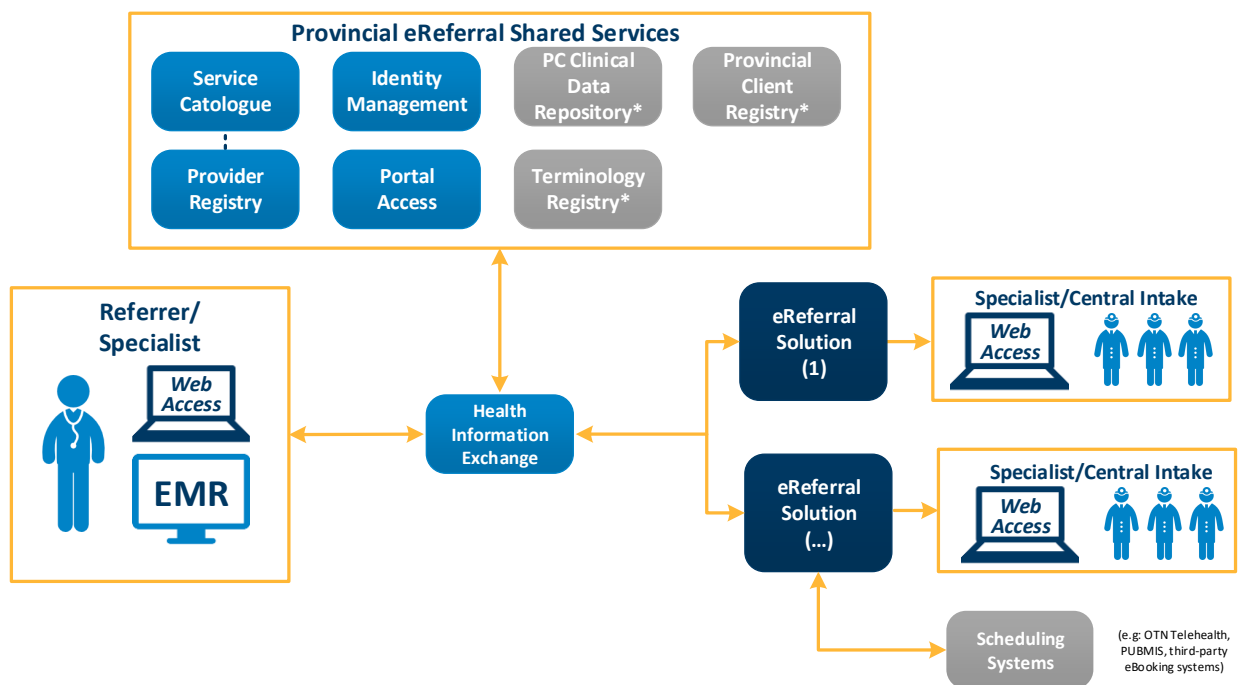 Provincial eReferral Shared Services
Service
Catologue
Identity
Management
PC Clinical
Data
Repository*
Provincial
Client
Registry*
Provider
Registry
Portal
Access
Terminology
Registry*
Referrer/
Specialist
Web
Access
EMR
Health
Information
Exchange
eReferral
Solution
(1)
Specialist/Central Intake
Web
Access
eReferral
Solution
(...)
Specialist/Central Intake
Web
Access
Scheduling
Systems
(e.g: OTN Telehealth,
PUBMIS, third-party
eBooking systems)